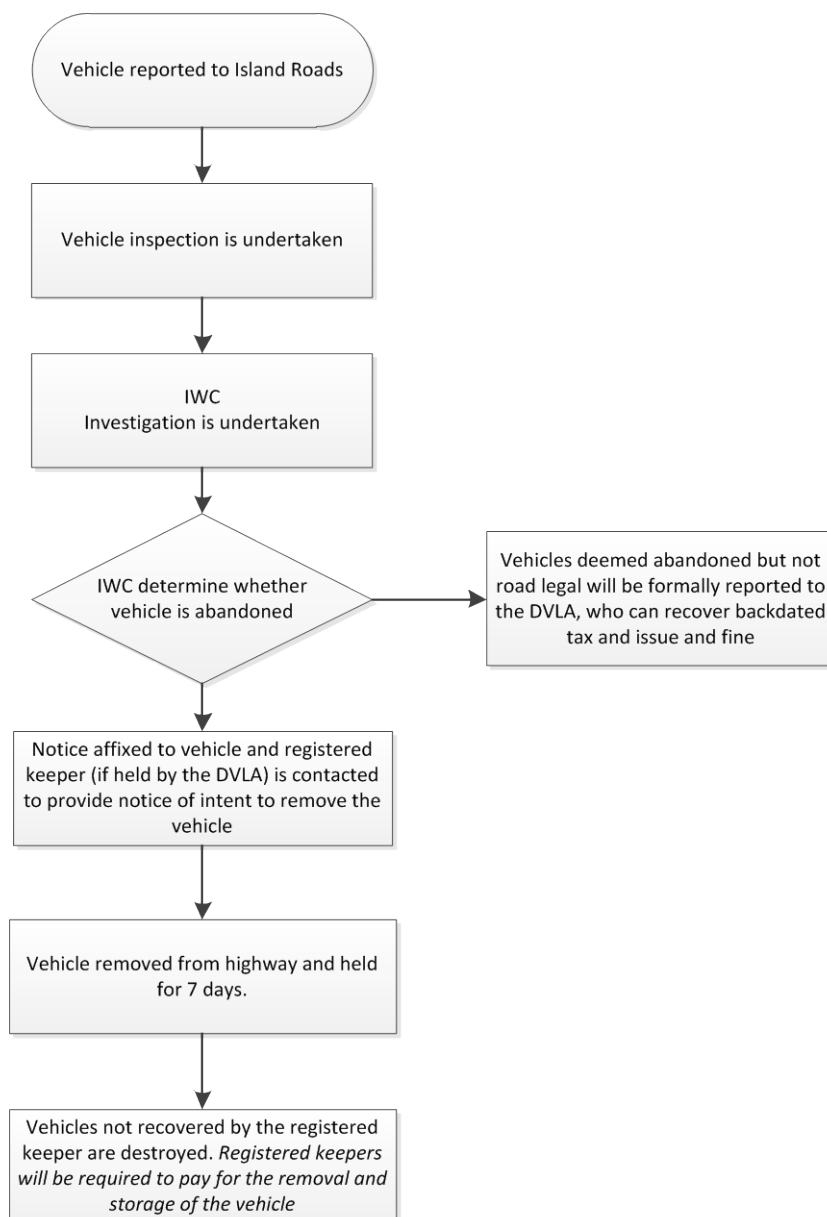 Vehicle reported to Island Roads
Vehicle inspection is undertaken
IWC
Investigation is undertaken
IWC determine whether
vehicle is abandoned
Vehicles deemed abandoned but not
road legal will be formally reported to
the DVLA, who can recover backdated
tax and issue and fine
Notice affixed to vehicle and registered
keeper (if held by the DVLA) is contacted
to provide notice of intent to remove the
vehicle
Vehicle removed from highway and held
for 7 days.
Vehicles not recovered by the registered
keeper are destroyed. Registered keepers
will be required to pay for the removal and
storage of the vehicle